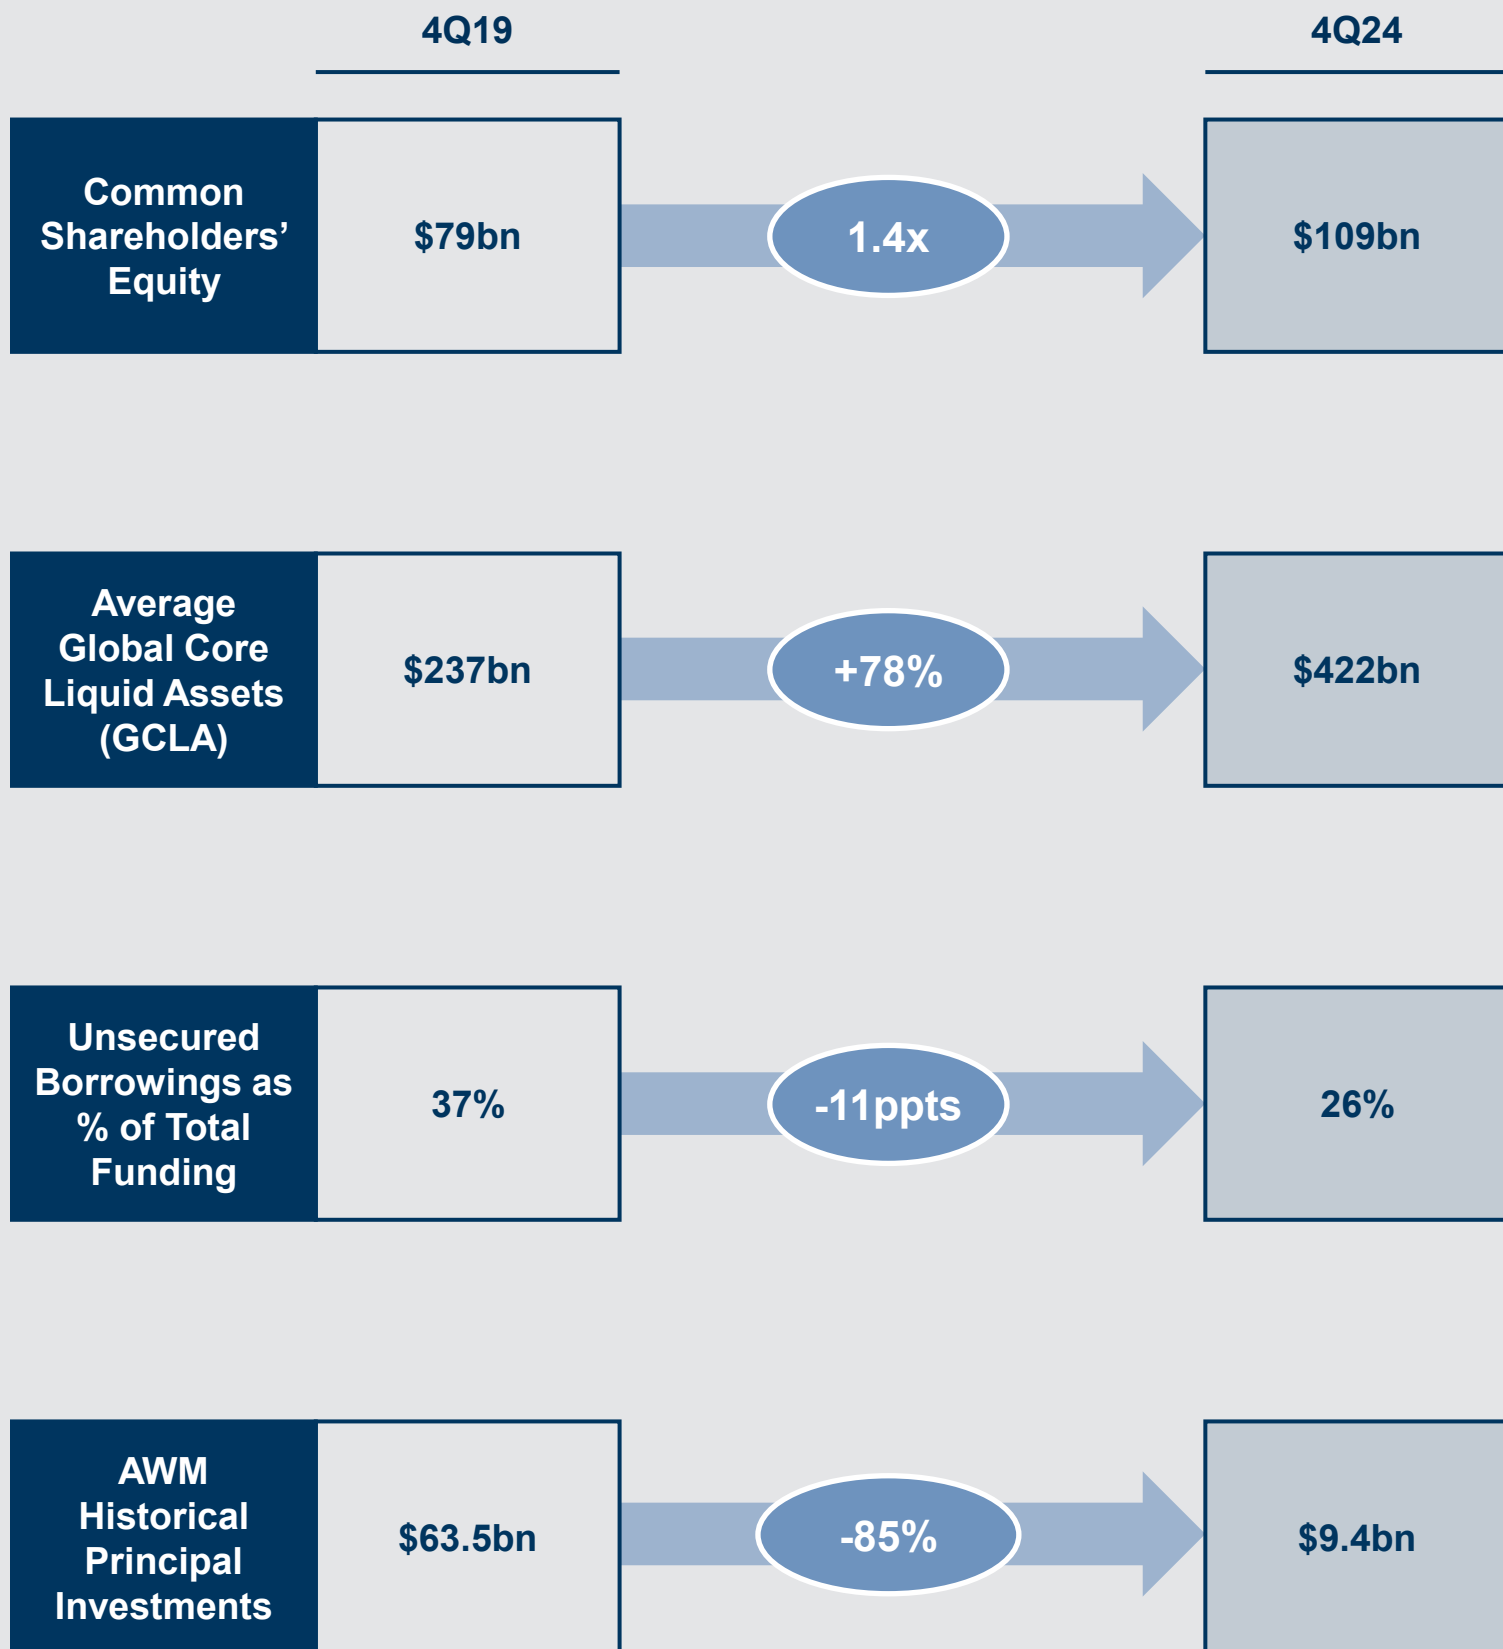 4Q19
4Q24
Common
Shareholders’
Equity
$79bn
1.4x
$109bn
Average
Global Core
Liquid Assets
(GCLA)
$237bn
+78%
$422bn
Unsecured
Borrowings as
% of Total
Funding
37%
-11ppts
26%
AWM
Historical
Principal
Investments
$63.5bn
-85%
$9.4bn